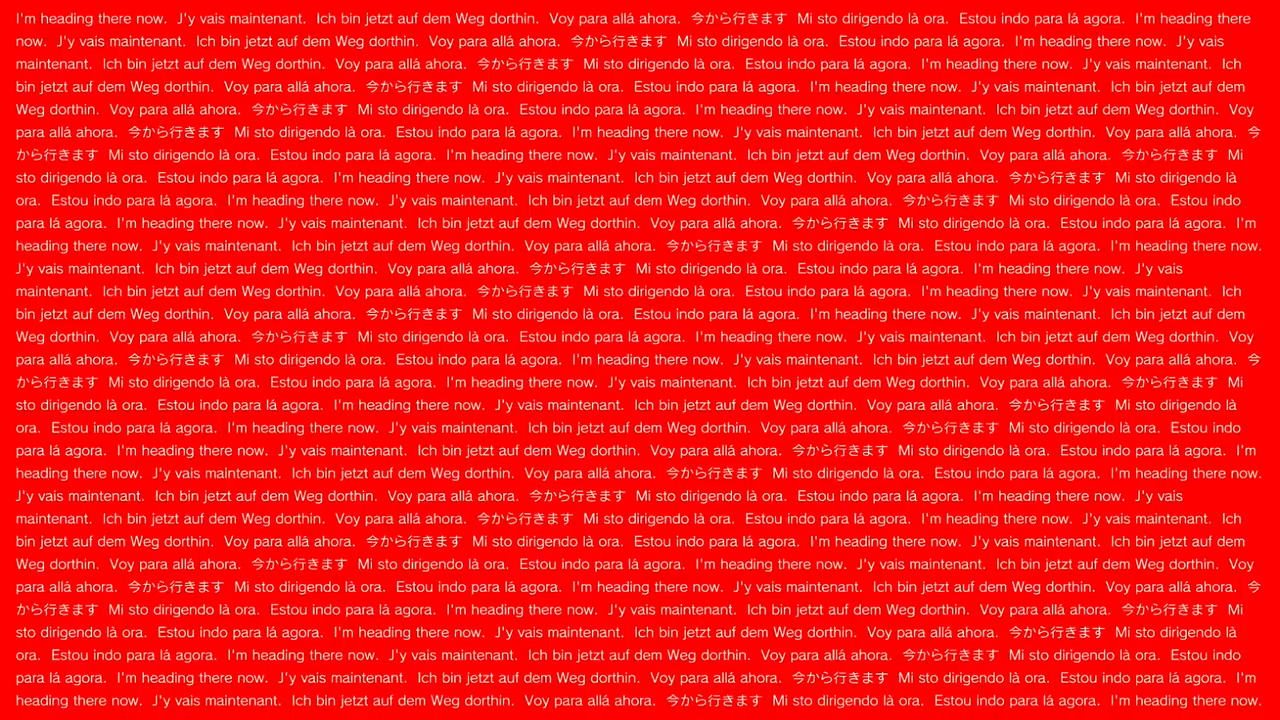 I'm heading there now.  J'y vais maintenant.  Ich bin jetzt auf dem Weg dorthin.  Voy para allá ahora.  今から行きます  Mi sto dirigendo là ora.  Estou indo para lá agora.  I'm heading there
now.  J'y vais maintenant.  Ich bin jetzt auf dem Weg dorthin.  Voy para allá ahora.  今から行きます  Mi sto dirigendo là ora.  Estou indo para lá agora.  I'm heading there now.  J'y vais
maintenant.  Ich bin jetzt auf dem Weg dorthin.  Voy para allá ahora.  今から行きます  Mi sto dirigendo là ora.  Estou indo para lá agora.  I'm heading there now.  J'y vais maintenant.  Ich
bin jetzt auf dem Weg dorthin.  Voy para allá ahora.  今から行きます  Mi sto dirigendo là ora.  Estou indo para lá agora.  I'm heading there now.  J'y vais maintenant.  Ich bin jetzt auf dem
Weg dorthin.  Voy para allá ahora.  今から行きます  Mi sto dirigendo là ora.  Estou indo para lá agora.  I'm heading there now.  J'y vais maintenant.  Ich bin jetzt auf dem Weg dorthin.  Voy
para allá ahora.  今から行きます  Mi sto dirigendo là ora.  Estou indo para lá agora.  I'm heading there now.  J'y vais maintenant.  Ich bin jetzt auf dem Weg dorthin.  Voy para allá ahora.  今
から行きます  Mi sto dirigendo là ora.  Estou indo para lá agora.  I'm heading there now.  J'y vais maintenant.  Ich bin jetzt auf dem Weg dorthin.  Voy para allá ahora.  今から行きます  Mi
sto dirigendo là ora.  Estou indo para lá agora.  I'm heading there now.  J'y vais maintenant.  Ich bin jetzt auf dem Weg dorthin.  Voy para allá ahora.  今から行きます  Mi sto dirigendo là
ora.  Estou indo para lá agora.  I'm heading there now.  J'y vais maintenant.  Ich bin jetzt auf dem Weg dorthin.  Voy para allá ahora.  今から行きます  Mi sto dirigendo là ora.  Estou indo
para lá agora.  I'm heading there now.  J'y vais maintenant.  Ich bin jetzt auf dem Weg dorthin.  Voy para allá ahora.  今から行きます  Mi sto dirigendo là ora.  Estou indo para lá agora.  I'm
heading there now.  J'y vais maintenant.  Ich bin jetzt auf dem Weg dorthin.  Voy para allá ahora.  今から行きます  Mi sto dirigendo là ora.  Estou indo para lá agora.  I'm heading there now.
J'y vais maintenant.  Ich bin jetzt auf dem Weg dorthin.  Voy para allá ahora.  今から行きます  Mi sto dirigendo là ora.  Estou indo para lá agora.  I'm heading there now.  J'y vais
maintenant.  Ich bin jetzt auf dem Weg dorthin.  Voy para allá ahora.  今から行きます  Mi sto dirigendo là ora.  Estou indo para lá agora.  I'm heading there now.  J'y vais maintenant.  Ich
bin jetzt auf dem Weg dorthin.  Voy para allá ahora.  今から行きます  Mi sto dirigendo là ora.  Estou indo para lá agora.  I'm heading there now.  J'y vais maintenant.  Ich bin jetzt auf dem
Weg dorthin.  Voy para allá ahora.  今から行きます  Mi sto dirigendo là ora.  Estou indo para lá agora.  I'm heading there now.  J'y vais maintenant.  Ich bin jetzt auf dem Weg dorthin.  Voy
para allá ahora.  今から行きます  Mi sto dirigendo là ora.  Estou indo para lá agora.  I'm heading there now.  J'y vais maintenant.  Ich bin jetzt auf dem Weg dorthin.  Voy para allá ahora.  今
から行きます  Mi sto dirigendo là ora.  Estou indo para lá agora.  I'm heading there now.  J'y vais maintenant.  Ich bin jetzt auf dem Weg dorthin.  Voy para allá ahora.  今から行きます  Mi
sto dirigendo là ora.  Estou indo para lá agora.  I'm heading there now.  J'y vais maintenant.  Ich bin jetzt auf dem Weg dorthin.  Voy para allá ahora.  今から行きます  Mi sto dirigendo là
ora.  Estou indo para lá agora.  I'm heading there now.  J'y vais maintenant.  Ich bin jetzt auf dem Weg dorthin.  Voy para allá ahora.  今から行きます  Mi sto dirigendo là ora.  Estou indo
para lá agora.  I'm heading there now.  J'y vais maintenant.  Ich bin jetzt auf dem Weg dorthin.  Voy para allá ahora.  今から行きます  Mi sto dirigendo là ora.  Estou indo para lá agora.  I'm
heading there now.  J'y vais maintenant.  Ich bin jetzt auf dem Weg dorthin.  Voy para allá ahora.  今から行きます  Mi sto dirigendo là ora.  Estou indo para lá agora.  I'm heading there now.
J'y vais maintenant.  Ich bin jetzt auf dem Weg dorthin.  Voy para allá ahora.  今から行きます  Mi sto dirigendo là ora.  Estou indo para lá agora.  I'm heading there now.  J'y vais
maintenant.  Ich bin jetzt auf dem Weg dorthin.  Voy para allá ahora.  今から行きます  Mi sto dirigendo là ora.  Estou indo para lá agora.  I'm heading there now.  J'y vais maintenant.  Ich
bin jetzt auf dem Weg dorthin.  Voy para allá ahora.  今から行きます  Mi sto dirigendo là ora.  Estou indo para lá agora.  I'm heading there now.  J'y vais maintenant.  Ich bin jetzt auf dem
Weg dorthin.  Voy para allá ahora.  今から行きます  Mi sto dirigendo là ora.  Estou indo para lá agora.  I'm heading there now.  J'y vais maintenant.  Ich bin jetzt auf dem Weg dorthin.  Voy
para allá ahora.  今から行きます  Mi sto dirigendo là ora.  Estou indo para lá agora.  I'm heading there now.  J'y vais maintenant.  Ich bin jetzt auf dem Weg dorthin.  Voy para allá ahora.  今
から行きます  Mi sto dirigendo là ora.  Estou indo para lá agora.  I'm heading there now.  J'y vais maintenant.  Ich bin jetzt auf dem Weg dorthin.  Voy para allá ahora.  今から行きます  Mi
sto dirigendo là ora.  Estou indo para lá agora.  I'm heading there now.  J'y vais maintenant.  Ich bin jetzt auf dem Weg dorthin.  Voy para allá ahora.  今から行きます  Mi sto dirigendo là
ora.  Estou indo para lá agora.  I'm heading there now.  J'y vais maintenant.  Ich bin jetzt auf dem Weg dorthin.  Voy para allá ahora.  今から行きます  Mi sto dirigendo là ora.  Estou indo
para lá agora.  I'm heading there now.  J'y vais maintenant.  Ich bin jetzt auf dem Weg dorthin.  Voy para allá ahora.  今から行きます  Mi sto dirigendo là ora.  Estou indo para lá agora.  I'm
heading there now.  J'y vais maintenant.  Ich bin jetzt auf dem Weg dorthin.  Voy para allá ahora.  今から行きます  Mi sto dirigendo là ora.  Estou indo para lá agora.  I'm heading there now.